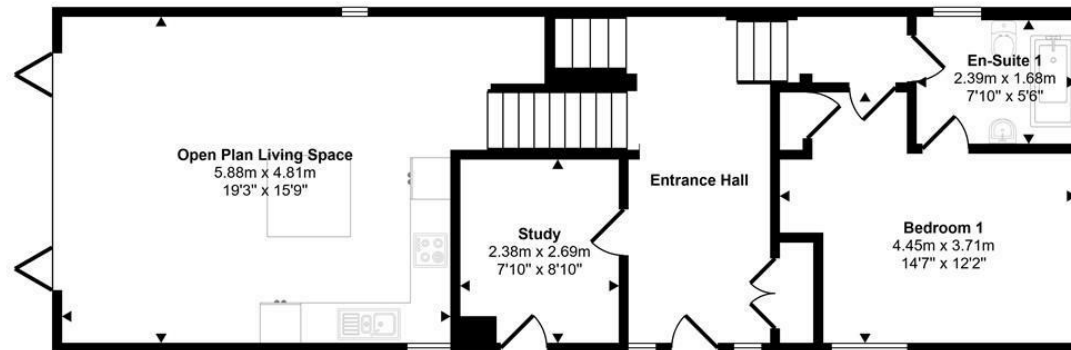 Open Plan Living Space
5.88m x 4.81m
19'3" x 15'9"
Study
2.38m x 2.69m
7'10" x 8'10"
Entrance Hall
En-Suite 1
2.39m x 1.68m
7'10" x 5'6"
Bedroom 1
4.45m x 3.71m
14'7" x 12'2"